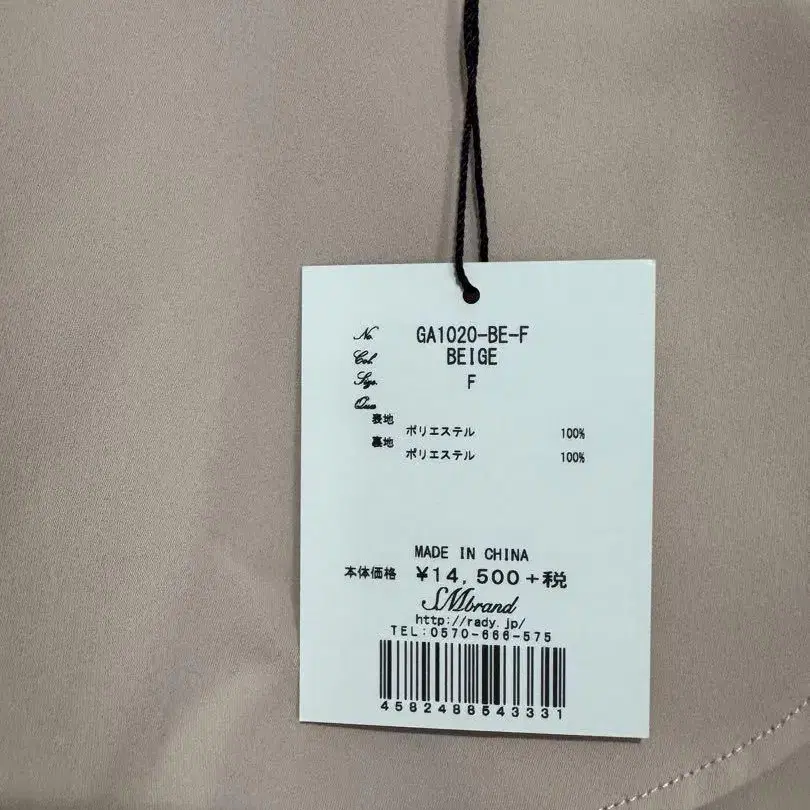 No. GA1020-BE-F
Col. BEIGE
Size. F
Qua
表地
ポリエステル 100%
裏地
ポリエステル 100%
MADE IN CHINA
本体価格 ¥14,500+税
SMbrand
http://rady.jp/
TEL:0570-666-575
4582488543331